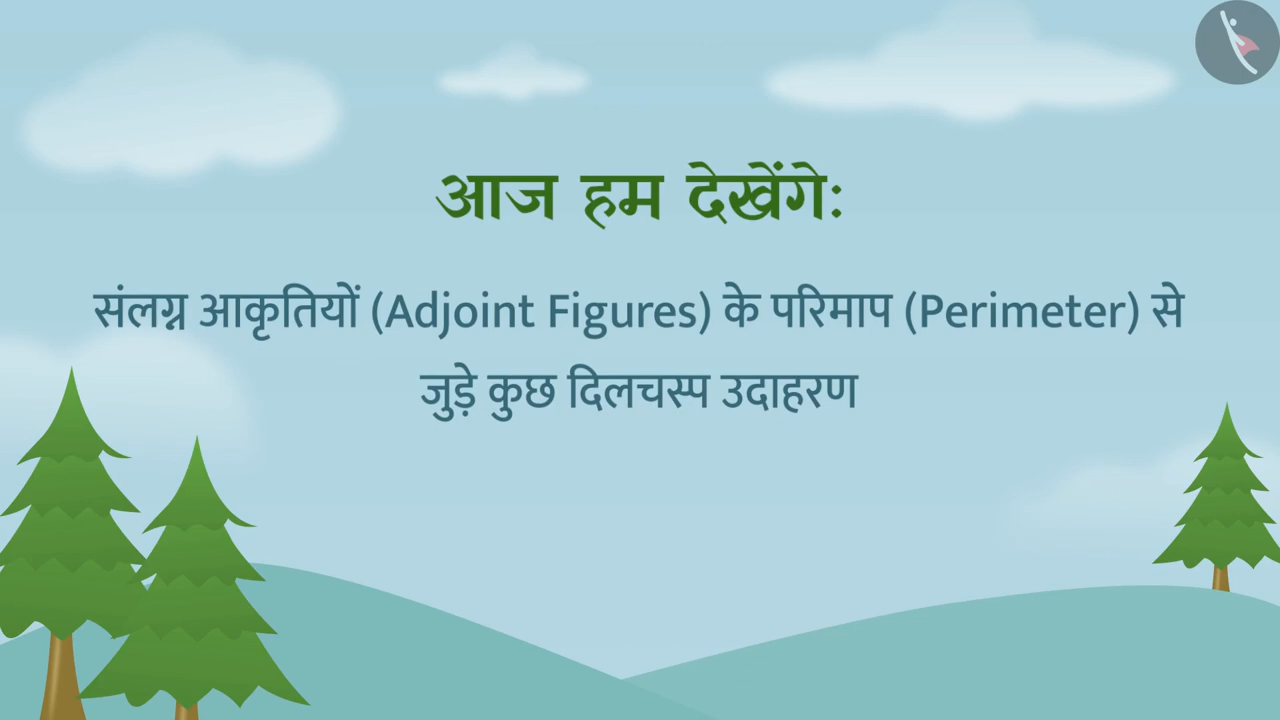 आज हम देखेंगे:
संलग्न आकृतियों (Adjoint Figures) के परिमाप (Perimeter) से
जुड़े कुछ दिलचस्प उदाहरण